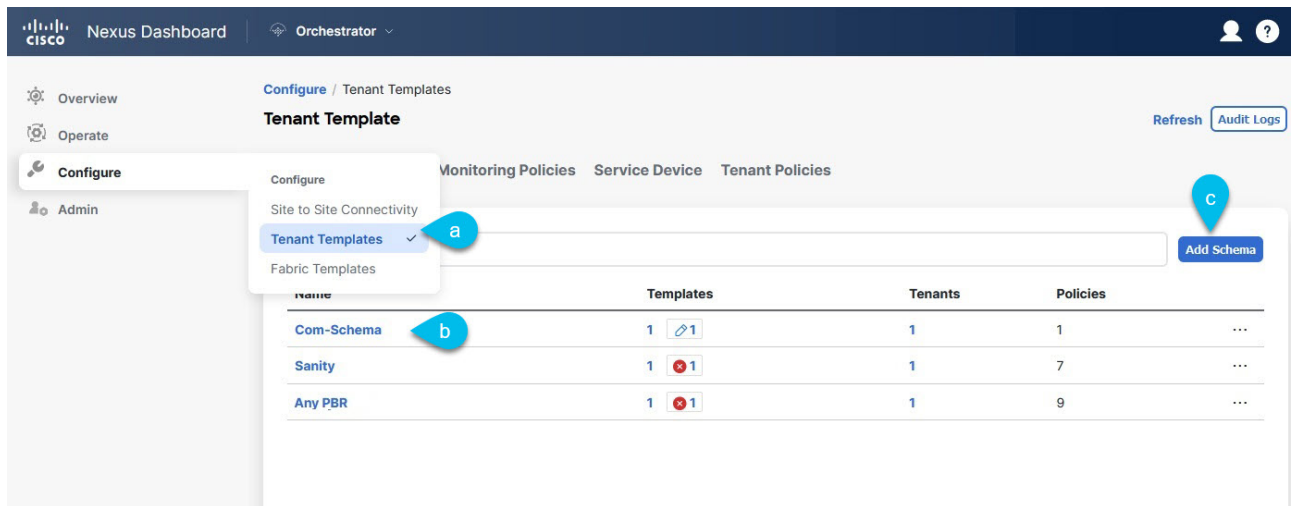 CISCO Nexus Dashboard Orchestrator ?
Overview
Operate
Configure
Admin
Configure / Tenant Templates
Tenant Template
Refresh Audit Logs
Monitoring Policies Service Device Tenant Policies
Configure
Site to Site Connectivity
Tenant Templates a
Fabric Templates
c
Add Schema
Name Templates Tenants Policies
Com-Schema b 1 1 1 1 ...
Sanity 1 1 1 7 ...
Any PBR 1 1 1 9 ...